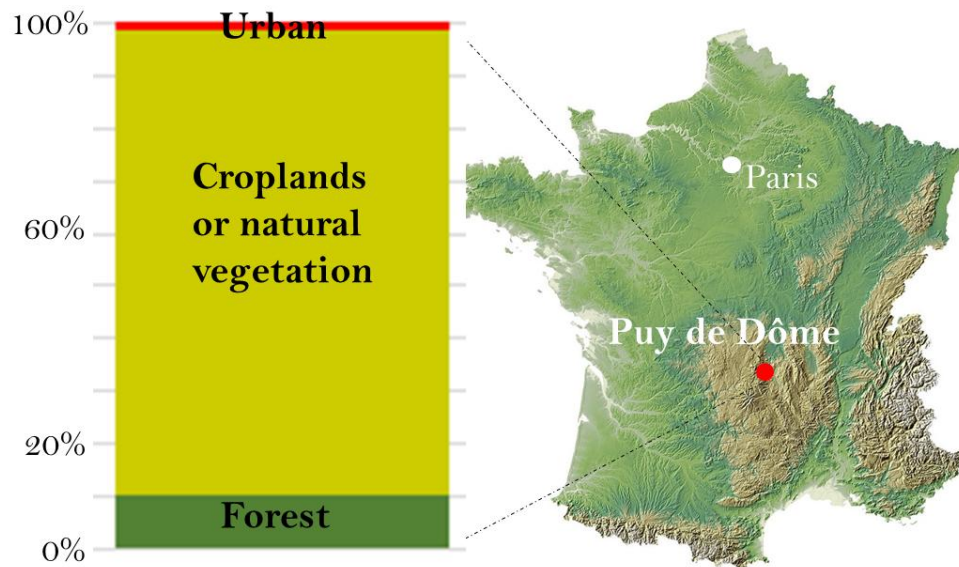 100%
Urban
Croplands
or natural
vegetation
60%
20%
Forest
0%
Paris
Puy de Dôme